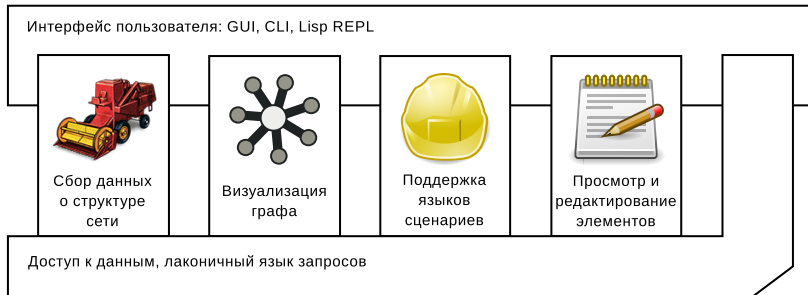 Интерфейс пользователя: GUI, CLI, Lisp REPL
Сбор данных
о структуре
сети
Визуализация
графа
Поддержка
языков
сценариев
Просмотр и
редактирование
элементов
Доступ к данным, лаконичный язык запросов